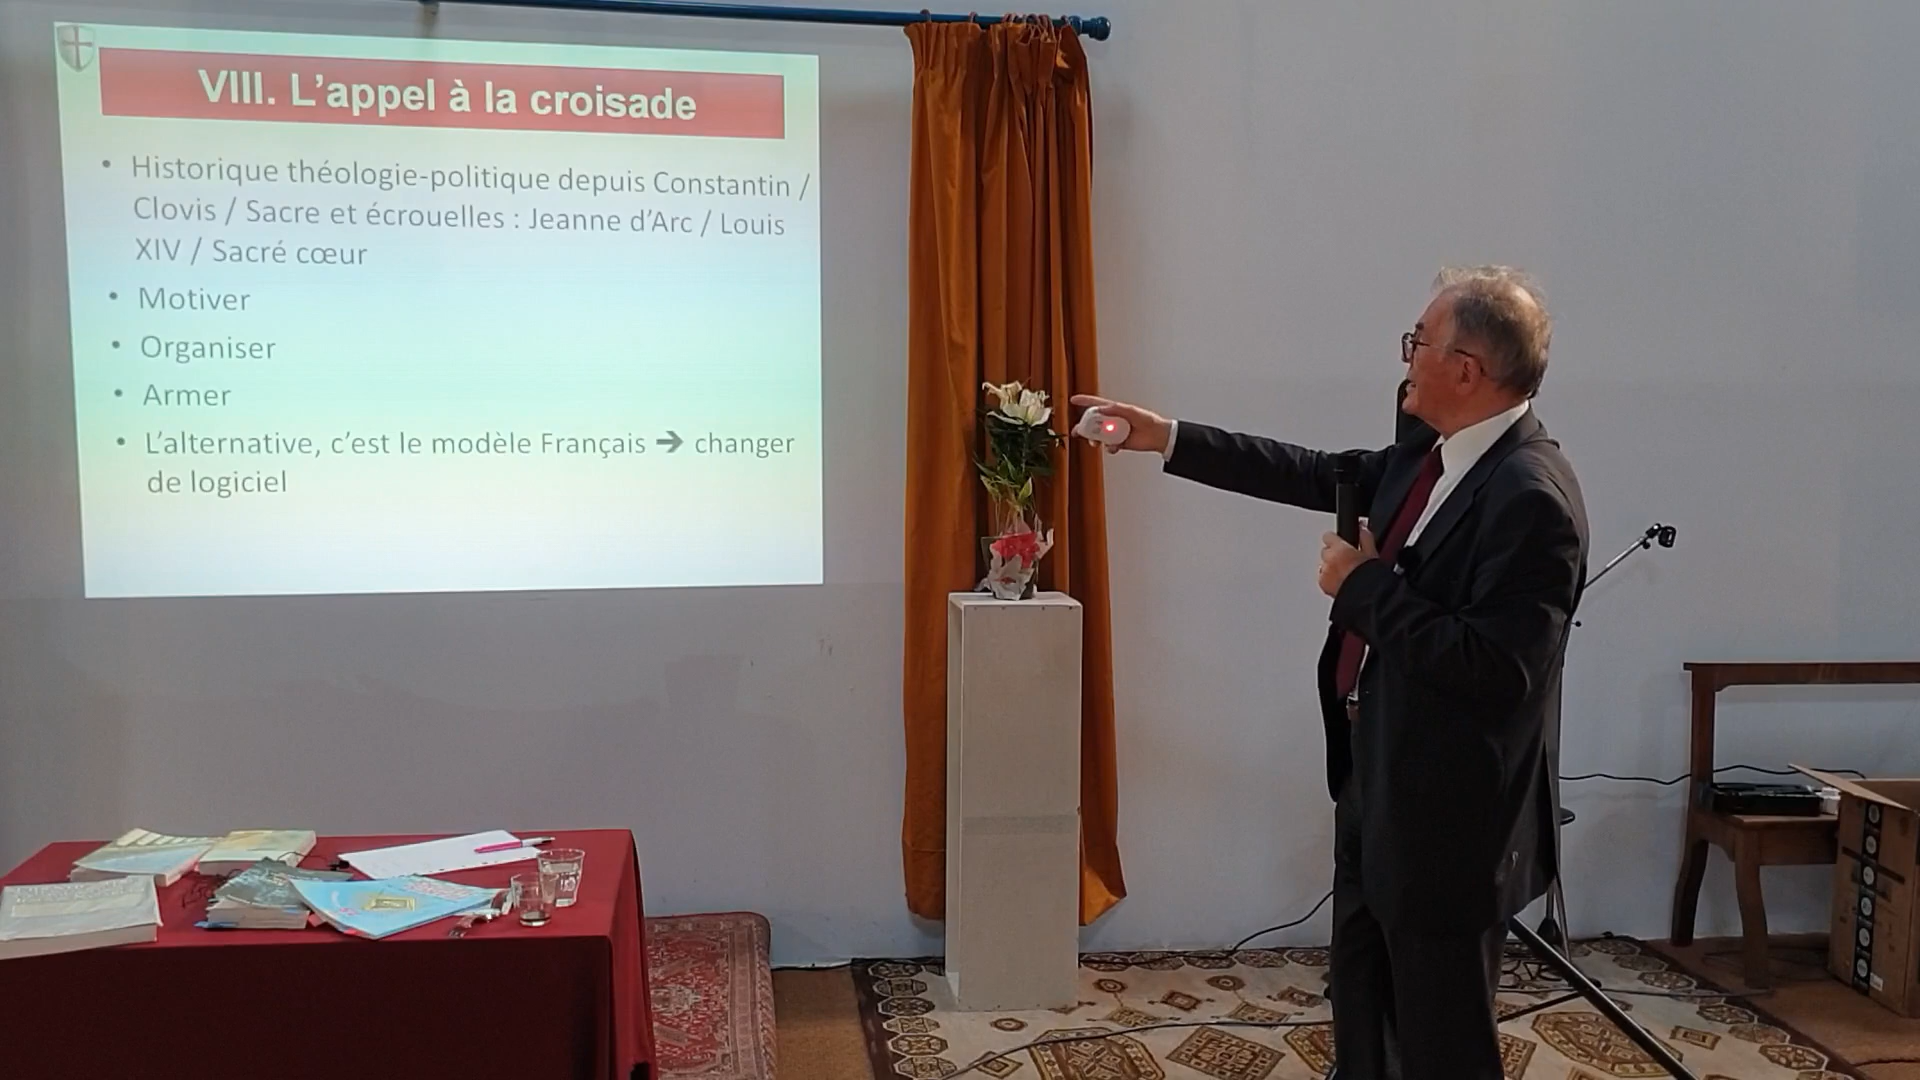 VIII. L'appel à la croisade
• Historique théologie-politique depuis Constantin /
Clovis / Sacre et écrouelles : Jeanne d'Arc / Louis
XIV / Sacré cœur
• Motiver
• Organiser
• Armer
• L'alternative, c'est le modèle Français ➔ changer
de logiciel